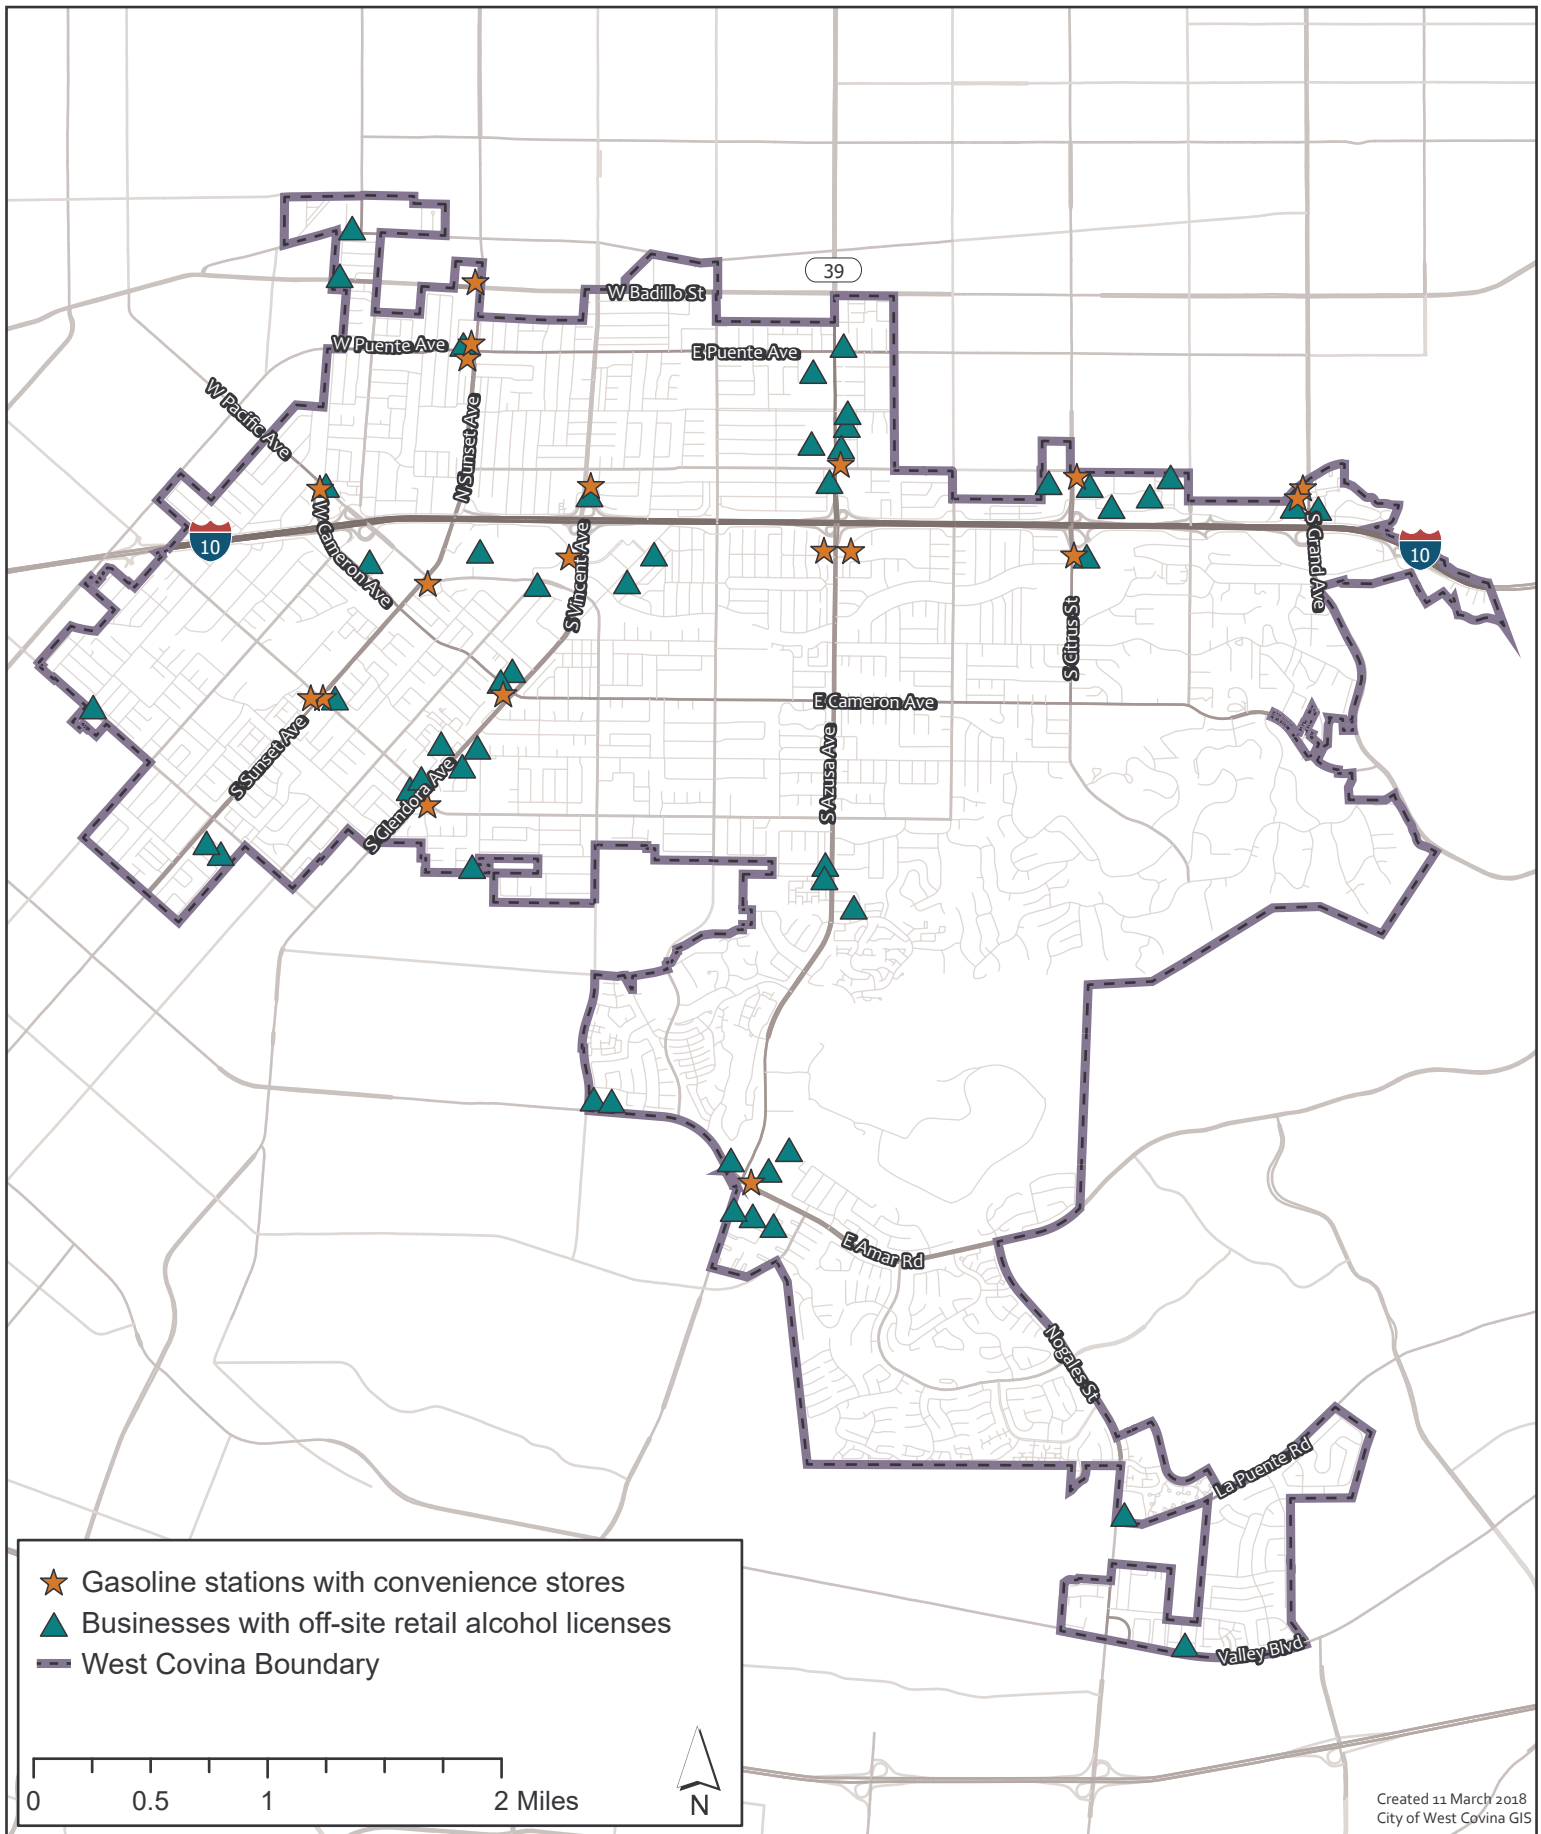 39
W Badillo St
W Puente Ave
E Puente Ave
W Pacific Ave
N Sunset Ave
W Cameron Ave
10
10
S Vincent Ave
S Grand Ave
S Citrus St
E Cameron Ave
S Sunset Ave
S Azusa Ave
S Glendora Ave
E Amar Rd
Nogales St
La Puente Rd
Valley Blvd
Gasoline stations with convenience stores
Businesses with off-site retail alcohol licenses
West Covina Boundary
0 0.5 1 2 Miles
N
Created 11 March 2018
City of West Covina GIS